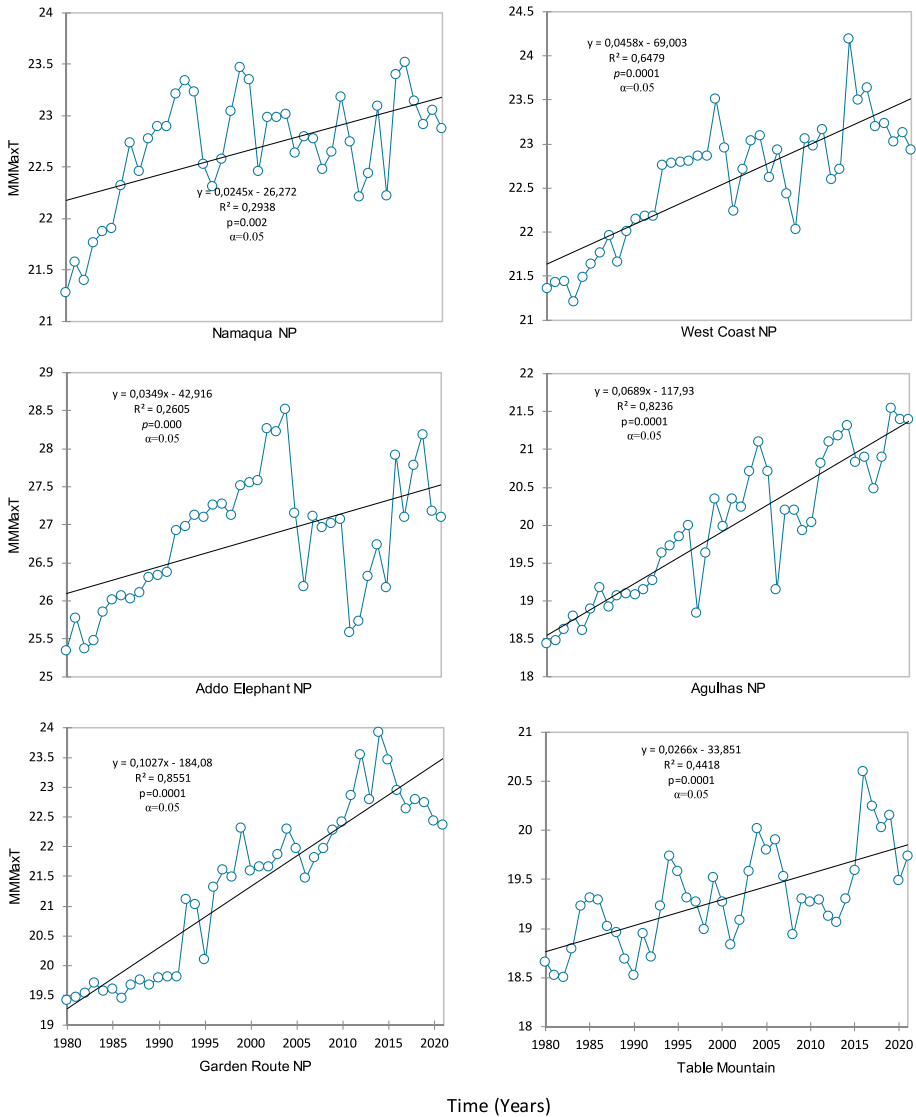 24
23.5
23
22.5
22
21.5
21
MMMaxT
y = 0,0245x - 26,272
R² = 0,2938
p=0.002
α=0.05
Namaqua NP
24.5
24
23.5
23
22.5
22
21.5
21
y = 0,0458x - 69,003
R² = 0,6479
p=0.0001
α=0.05
West Coast NP
29
28.5
28
27.5
27
26.5
26
25.5
25
MMMaxT
y = 0,0349x - 42,916
R² = 0,2605
p=0.000
α=0.05
Addo Elephant NP
22
21.5
21
20.5
20
19.5
19
18.5
18
y = 0,0689x - 117,93
R² = 0,8236
p=0.0001
α=0.05
Agulhas NP
24
23.5
23
22.5
22
21.5
21
20.5
20
19.5
19
MMMaxT
y = 0,1027x - 184,08
R² = 0,8551
p=0.0001
α=0.05
1980 1985 1990 1995 2000 2005 2010 2015 2020
Garden Route NP
21
20.5
20
19.5
19
18.5
18
y = 0,0266x - 33,851
R² = 0,4418
p=0.0001
α=0.05
1980 1985 1990 1995 2000 2005 2010 2015 2020
Table Mountain
Time (Years)